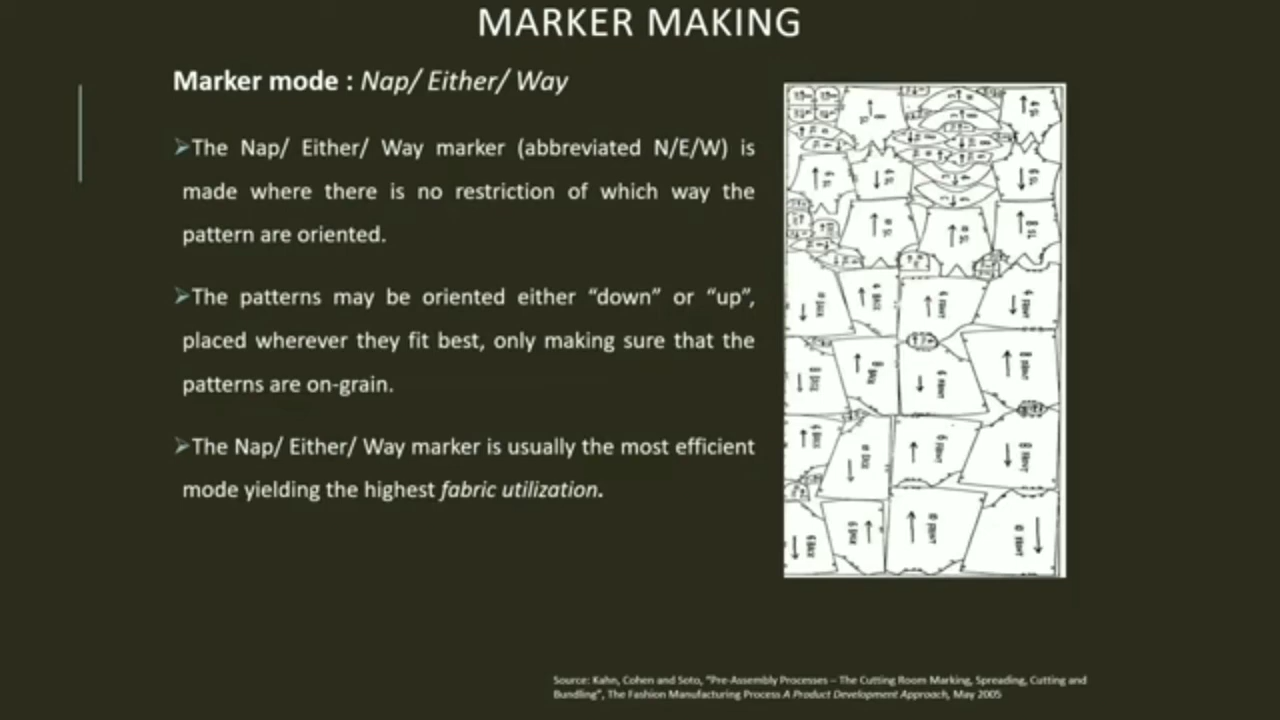 MARKER MAKING
Marker mode : Nap/ Either/ Way
➢The Nap/ Either/ Way marker (abbreviated N/E/W) is
made where there is no restriction of which way the
pattern are oriented.
➢The patterns may be oriented either “down” or “up”,
placed wherever they fit best, only making sure that the
patterns are on-grain.
➢The Nap/ Either/ Way marker is usually the most efficient
mode yielding the highest fabric utilization.
Source: Kahn, Cohen and Soto, “Pre-Assembly Processes – The Cutting Room Marking, Spreading, Cutting and
Bundling”, The Fashion Manufacturing Process A Product Development Approach, May 2005